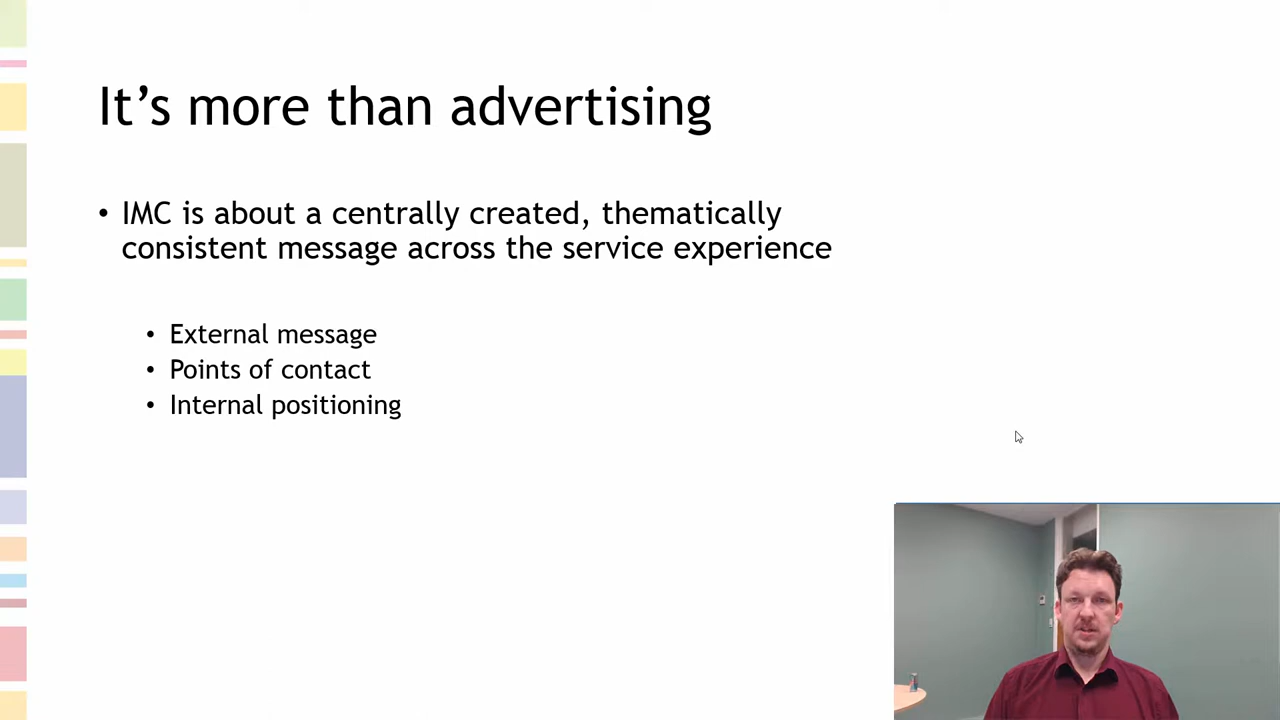 It's more than advertising
• IMC is about a centrally created, thematically
consistent message across the service experience
• External message
• Points of contact
• Internal positioning